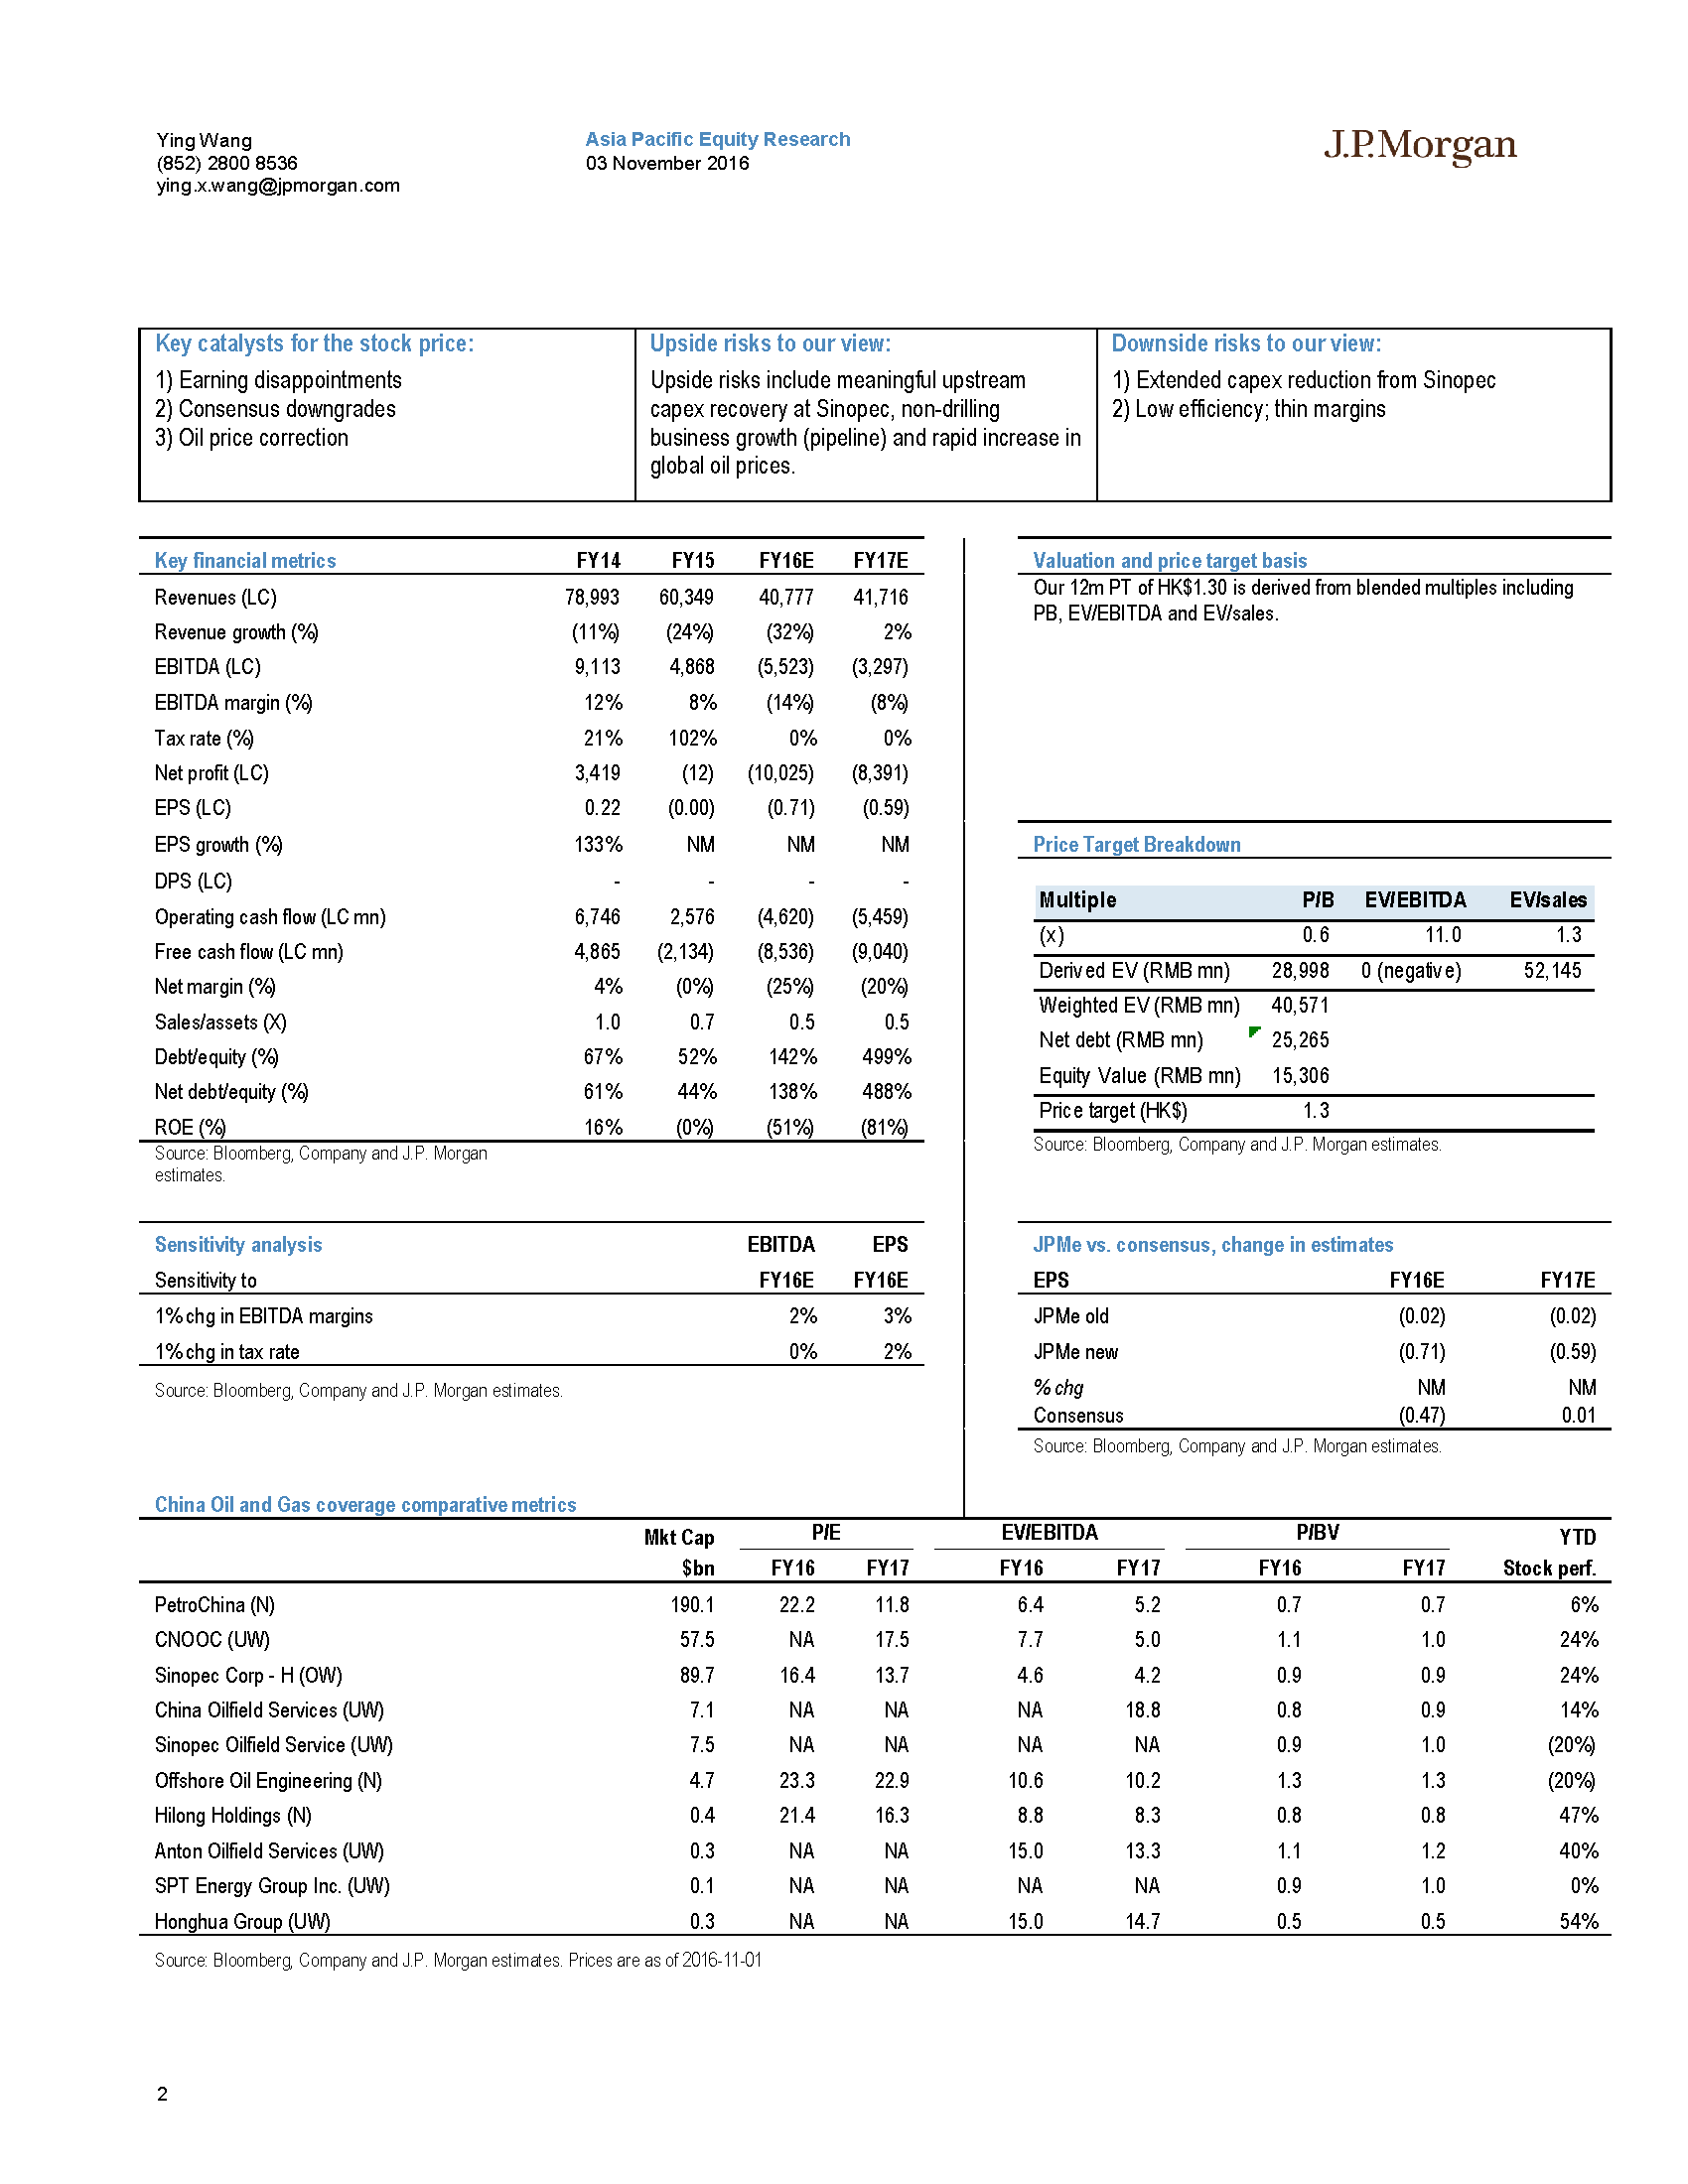 Ying Wang
(852) 2800 8536
ying.x.wang@jpmorgan.com
Asia Pacific Equity Research
03 November 2016
J.P.Morgan
Key catalysts for the stock price:
1) Earning disappointments
2) Consensus downgrades
3) Oil price correction
Upside risks to our view:
Upside risks include meaningful upstream
capex recovery at Sinopec, non-drilling
business growth (pipeline) and rapid increase in
global oil prices.
Downside risks to our view:
1) Extended capex reduction from Sinopec
2) Low efficiency; thin margins
Key financial metrics FY14 FY15 FY16E FY17E
Revenues (LC) 78,993 60,349 40,777 41,716
Revenue growth (%) (11%) (24%) (32%) 2%
EBITDA (LC) 9,113 4,868 (5,523) (3,297)
EBITDA margin (%) 12% 8% (14%) (8%)
Tax rate (%) 21% 102% 0% 0%
Net profit (LC) 3,419 (12) (10,025) (8,391)
EPS (LC) 0.22 (0.00) (0.71) (0.59)
EPS growth (%) 133% NM NM NM
DPS (LC) - - - -
Operating cash flow (LC mn) 6,746 2,576 (4,620) (5,459)
Free cash flow (LC mn) 4,865 (2,134) (8,536) (9,040)
Net margin (%) 4% (0%) (25%) (20%)
Sales/assets (X) 1.0 0.7 0.5 0.5
Debt/equity (%) 67% 52% 142% 499%
Net debt/equity (%) 61% 44% 138% 488%
ROE (%) 16% (0%) (51%) (81%)
Source: Bloomberg, Company and J.P. Morgan
estimates.
Valuation and price target basis
Our 12m PT of HK$1.30 is derived from blended multiples including
PB, EV/EBITDA and EV/sales.
Price Target Breakdown
Multiple P/B EV/EBITDA EV/sales
(x) 0.6 11.0 1.3
Derived EV (RMB mn) 28,998 0 (negative) 52,145
Weighted EV (RMB mn) 40,571
Net debt (RMB mn) 25,265
Equity Value (RMB mn) 15,306
Price target (HK$) 1.3
Source: Bloomberg, Company and J.P. Morgan estimates.
Sensitivity analysis EBITDA EPS
Sensitivity to FY16E FY16E
1% chg in EBITDA margins 2% 3%
1% chg in tax rate 0% 2%
Source: Bloomberg, Company and J.P. Morgan estimates.
JPMe vs. consensus, change in estimates
EPS FY16E FY17E
JPMe old (0.02) (0.02)
JPMe new (0.71) (0.59)
% chg NM NM
Consensus (0.47) 0.01
Source: Bloomberg, Company and J.P. Morgan estimates.
China Oil and Gas coverage comparative metrics
Mkt Cap P/E EV/EBITDA P/BV YTD
$bn FY16 FY17 FY16 FY17 FY16 FY17 Stock perf.
PetroChina (N) 190.1 22.2 11.8 6.4 5.2 0.7 0.7 6%
CNOOC (UW) 57.5 NA 17.5 7.7 5.0 1.1 1.0 24%
Sinopec Corp - H (OW) 89.7 16.4 13.7 4.6 4.2 0.9 0.9 24%
China Oilfield Services (UW) 7.1 NA NA NA 18.8 0.8 0.9 14%
Sinopec Oilfield Service (UW) 7.5 NA NA NA NA 0.9 1.0 (20%)
Offshore Oil Engineering (N) 4.7 23.3 22.9 10.6 10.2 1.3 1.3 (20%)
Hilong Holdings (N) 0.4 21.4 16.3 8.8 8.3 0.8 0.8 47%
Anton Oilfield Services (UW) 0.3 NA NA 15.0 13.3 1.1 1.2 40%
SPT Energy Group Inc. (UW) 0.1 NA NA NA NA 0.9 1.0 0%
Honghua Group (UW) 0.3 NA NA 15.0 14.7 0.5 0.5 54%
Source: Bloomberg, Company and J.P. Morgan estimates. Prices are as of 2016-11-01
2